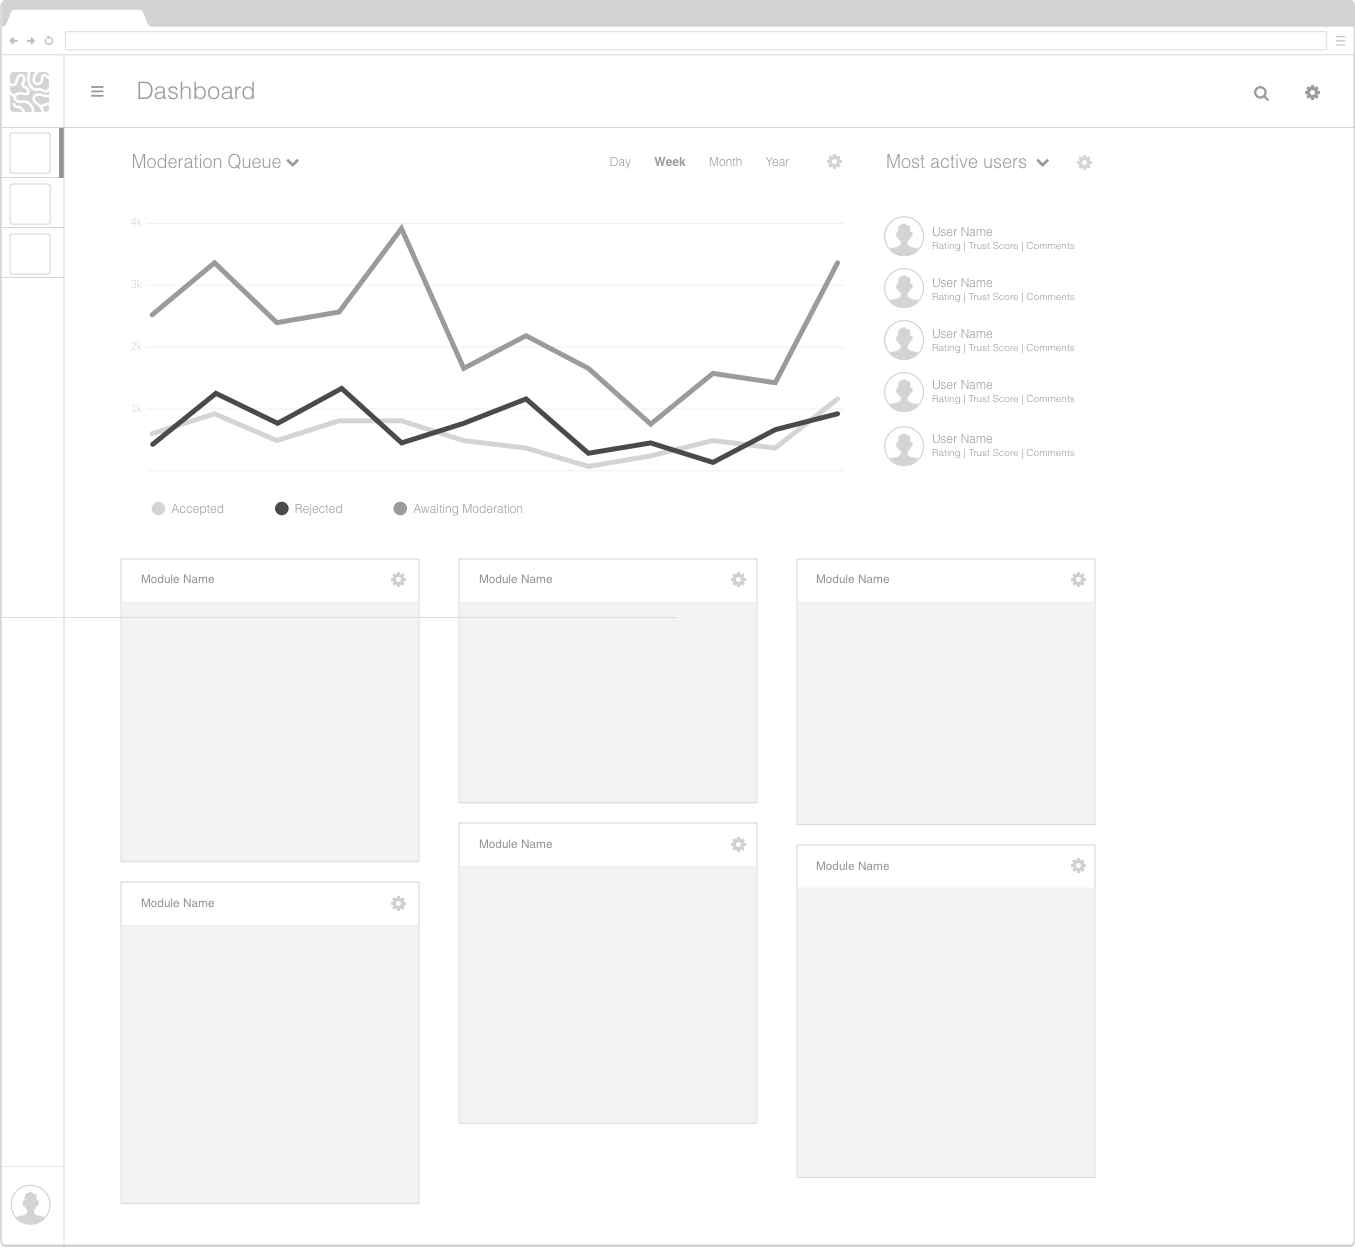 Dashboard
Moderation Queue
Day Week Month Year
Most active users
4k
3k
2k
1k
User Name
Rating | Trust Score | Comments
User Name
Rating | Trust Score | Comments
User Name
Rating | Trust Score | Comments
User Name
Rating | Trust Score | Comments
User Name
Rating | Trust Score | Comments
Accepted Rejected Awaiting Moderation
Module Name
Module Name
Module Name
Module Name
Module Name
Module Name